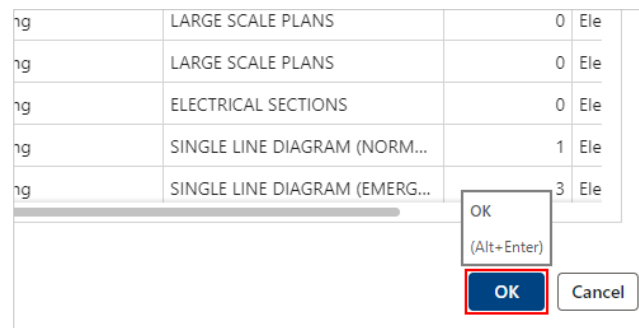 ng LARGE SCALE PLANS 0 Ele
ng LARGE SCALE PLANS 0 Ele
ng ELECTRICAL SECTIONS 0 Ele
ng SINGLE LINE DIAGRAM (NORM... 1 Ele
ng SINGLE LINE DIAGRAM (EMERG... 3 Ele
OK
(Alt+Enter)
OK Cancel